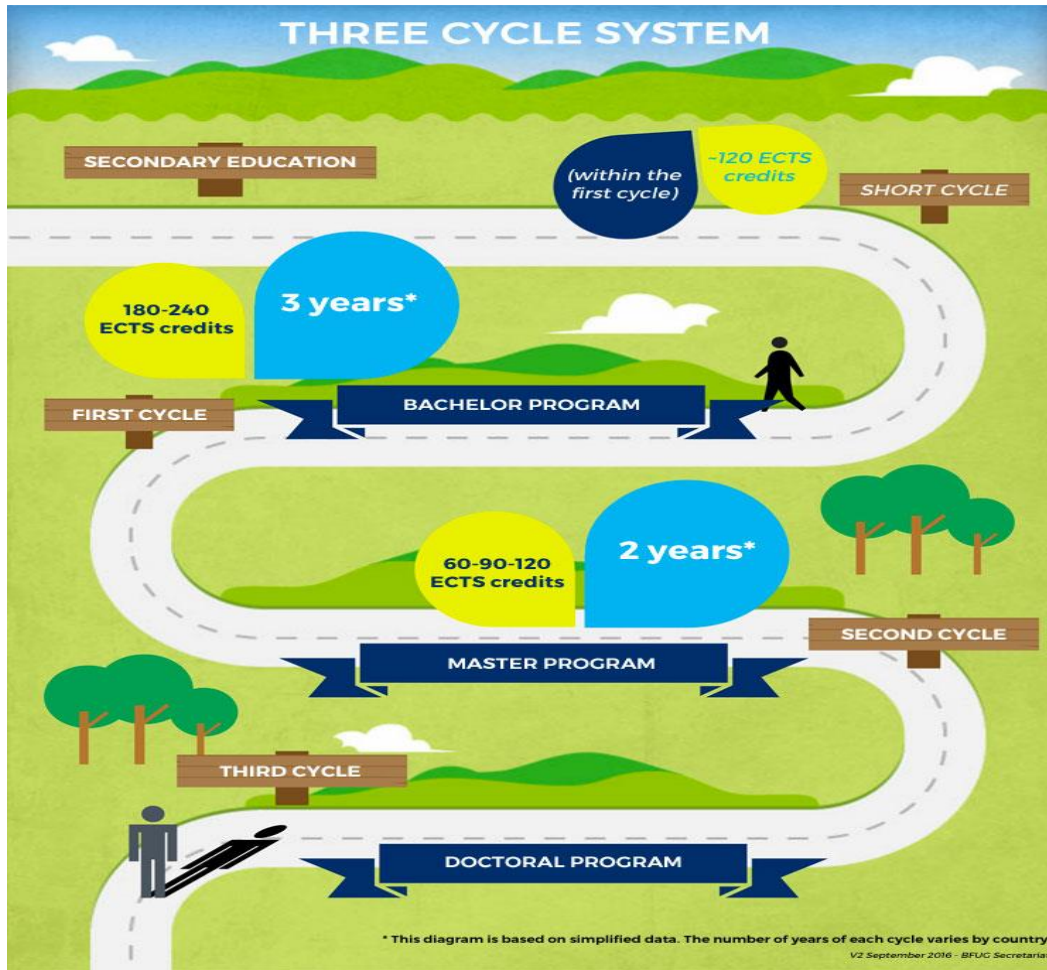 THREE CYCLE SYSTEM
SECONDARY EDUCATION
(within the
first cycle)
~120 ECTS
credits
SHORT CYCLE
180-240
ECTS credits
3 years*
FIRST CYCLE
BACHELOR PROGRAM
60-90-120
ECTS credits
2 years*
SECOND CYCLE
MASTER PROGRAM
THIRD CYCLE
DOCTORAL PROGRAM
* This diagram is based on simplified data. The number of years of each cycle varies by country
V2 September 2016 - BFUG Secretariat